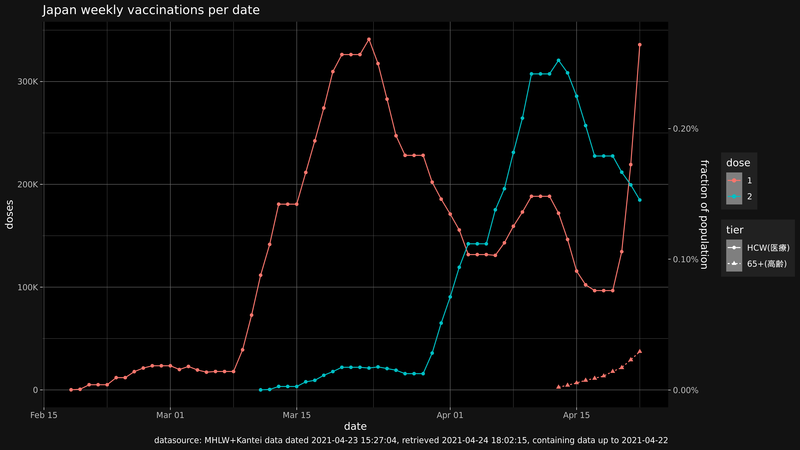 Japan weekly vaccinations per date
300K
200K
100K
0
doses
0.20%
0.10%
0.00%
fraction of population
Feb 15
Mar 01
Mar 15
Apr 01
Apr 15
date
dose
1
2
tier
HCW(医療)
65+(高齢)
datasource: MHLW+Kantei data dated 2021-04-23 15:27:04, retrieved 2021-04-24 18:02:15, containing data up to 2021-04-22